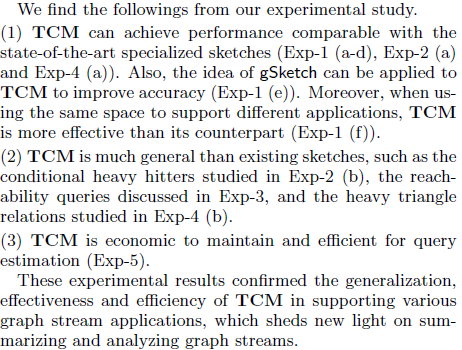 We find the followings from our experimental study.
(1) TCM can achieve performance comparable with the
state-of-the-art specialized sketches (Exp-1 (a-d), Exp-2 (a)
and Exp-4 (a)). Also, the idea of gSketch can be applied to
TCM to improve accuracy (Exp-1 (e)). Moreover, when us-
ing the same space to support different applications, TCM
is more effective than its counterpart (Exp-1 (f)).
(2) TCM is much general than existing sketches, such as the
conditional heavy hitters studied in Exp-2 (b), the reach-
ability queries discussed in Exp-3, and the heavy triangle
relations studied in Exp-4 (b).
(3) TCM is economic to maintain and efficient for query
estimation (Exp-5).
These experimental results confirmed the generalization,
effectiveness and efficiency of TCM in supporting various
graph stream applications, which sheds new light on sum-
marizing and analyzing graph streams.